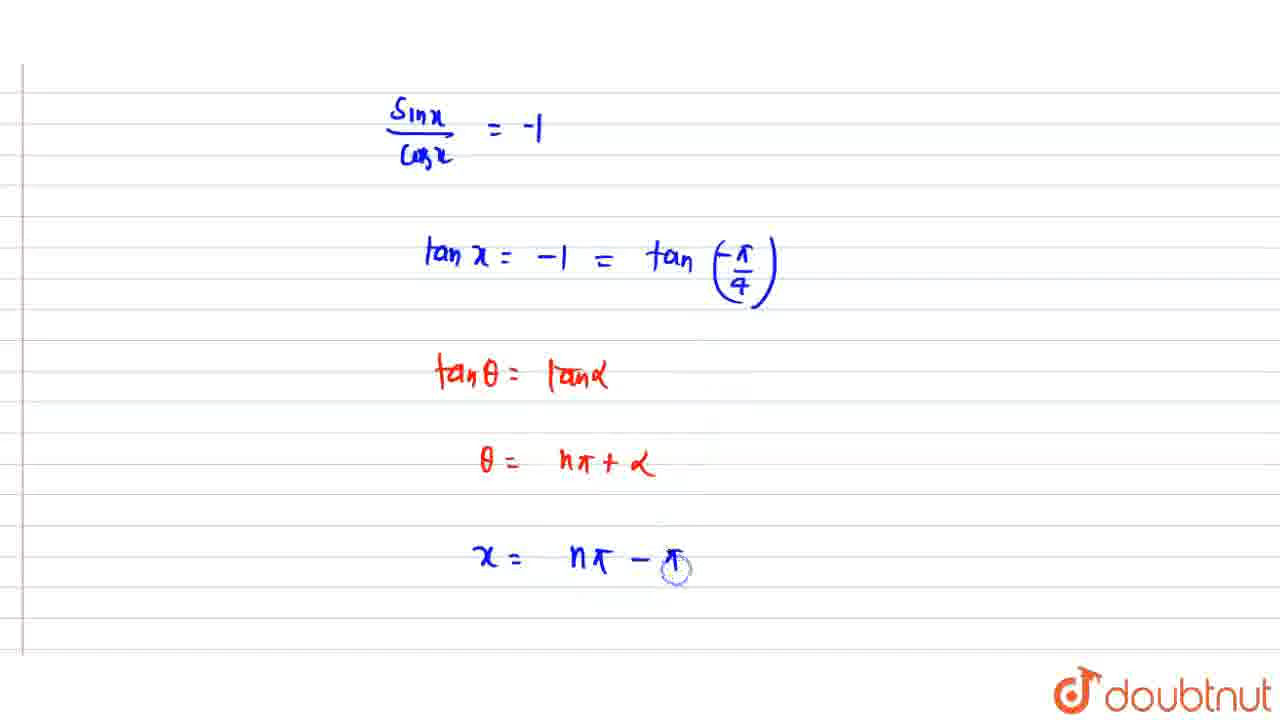 sinx/cosx = -1
tan x = -1 = tan (-π/4)
tanθ = tanα
θ = nπ + α
x = nπ - π
doubtnut